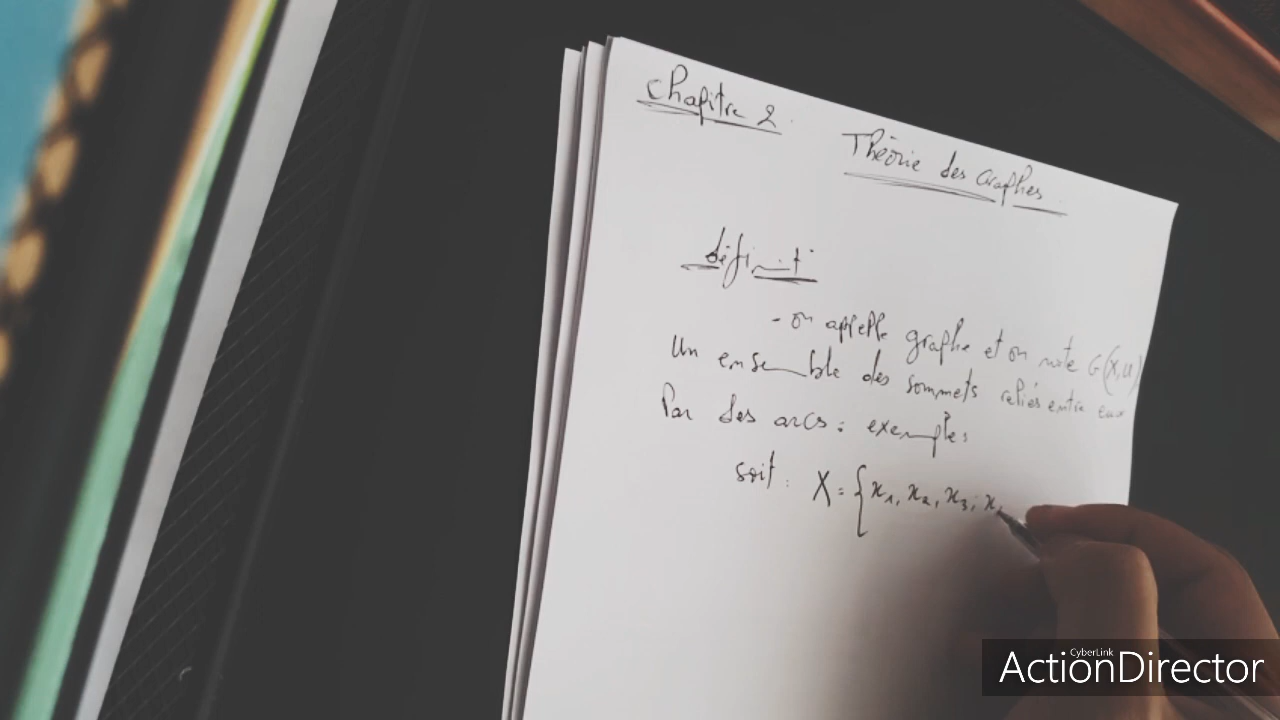 Chapitre 2.
Théorie des Graphes
définit°
- on appelle graphe et on note G(X,U)
Un ensemble des sommets reliés entre eux
Par des arcs : exemples
soit : X = { x1, x2, x3, x
CyberLink
ActionDirector